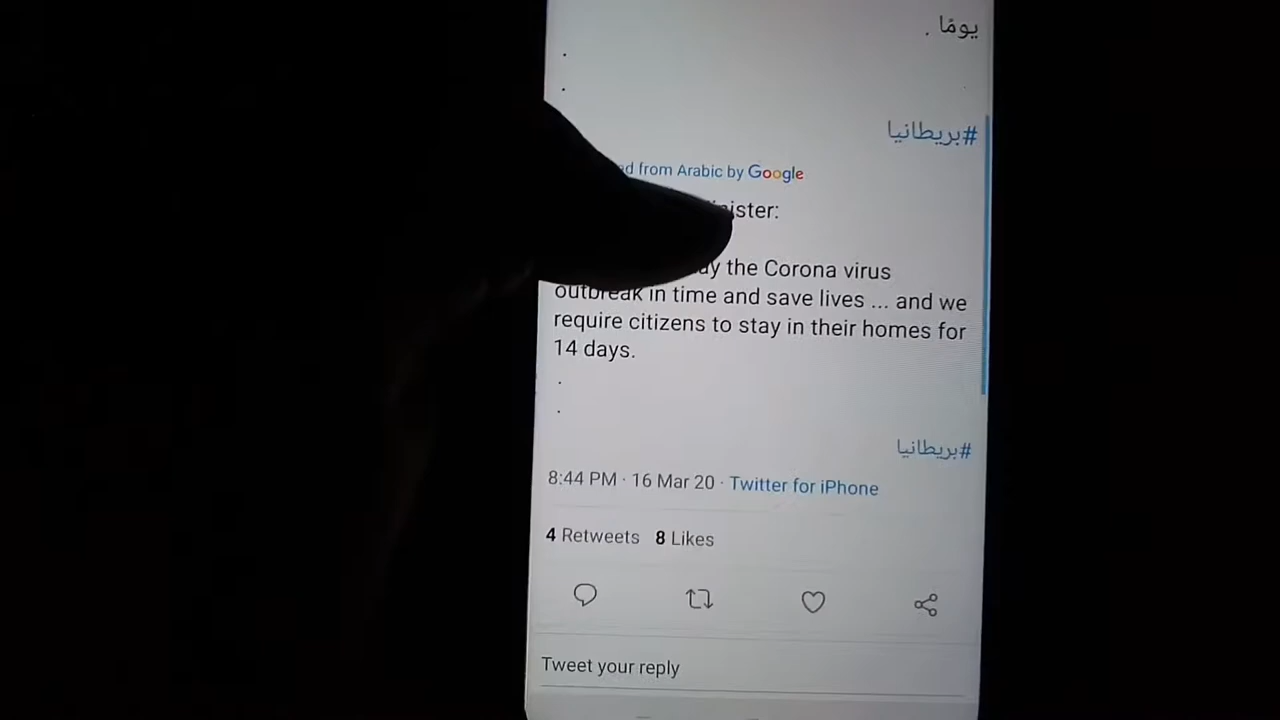 يومًا .
.
.
#بريطانيا
from Arabic by Google
the Corona virus
outbreak in time and save lives ... and we
require citizens to stay in their homes for
14 days.
.
.
#بريطانيا
8:44 PM · 16 Mar 20 · Twitter for iPhone
4 Retweets 8 Likes
Tweet your reply